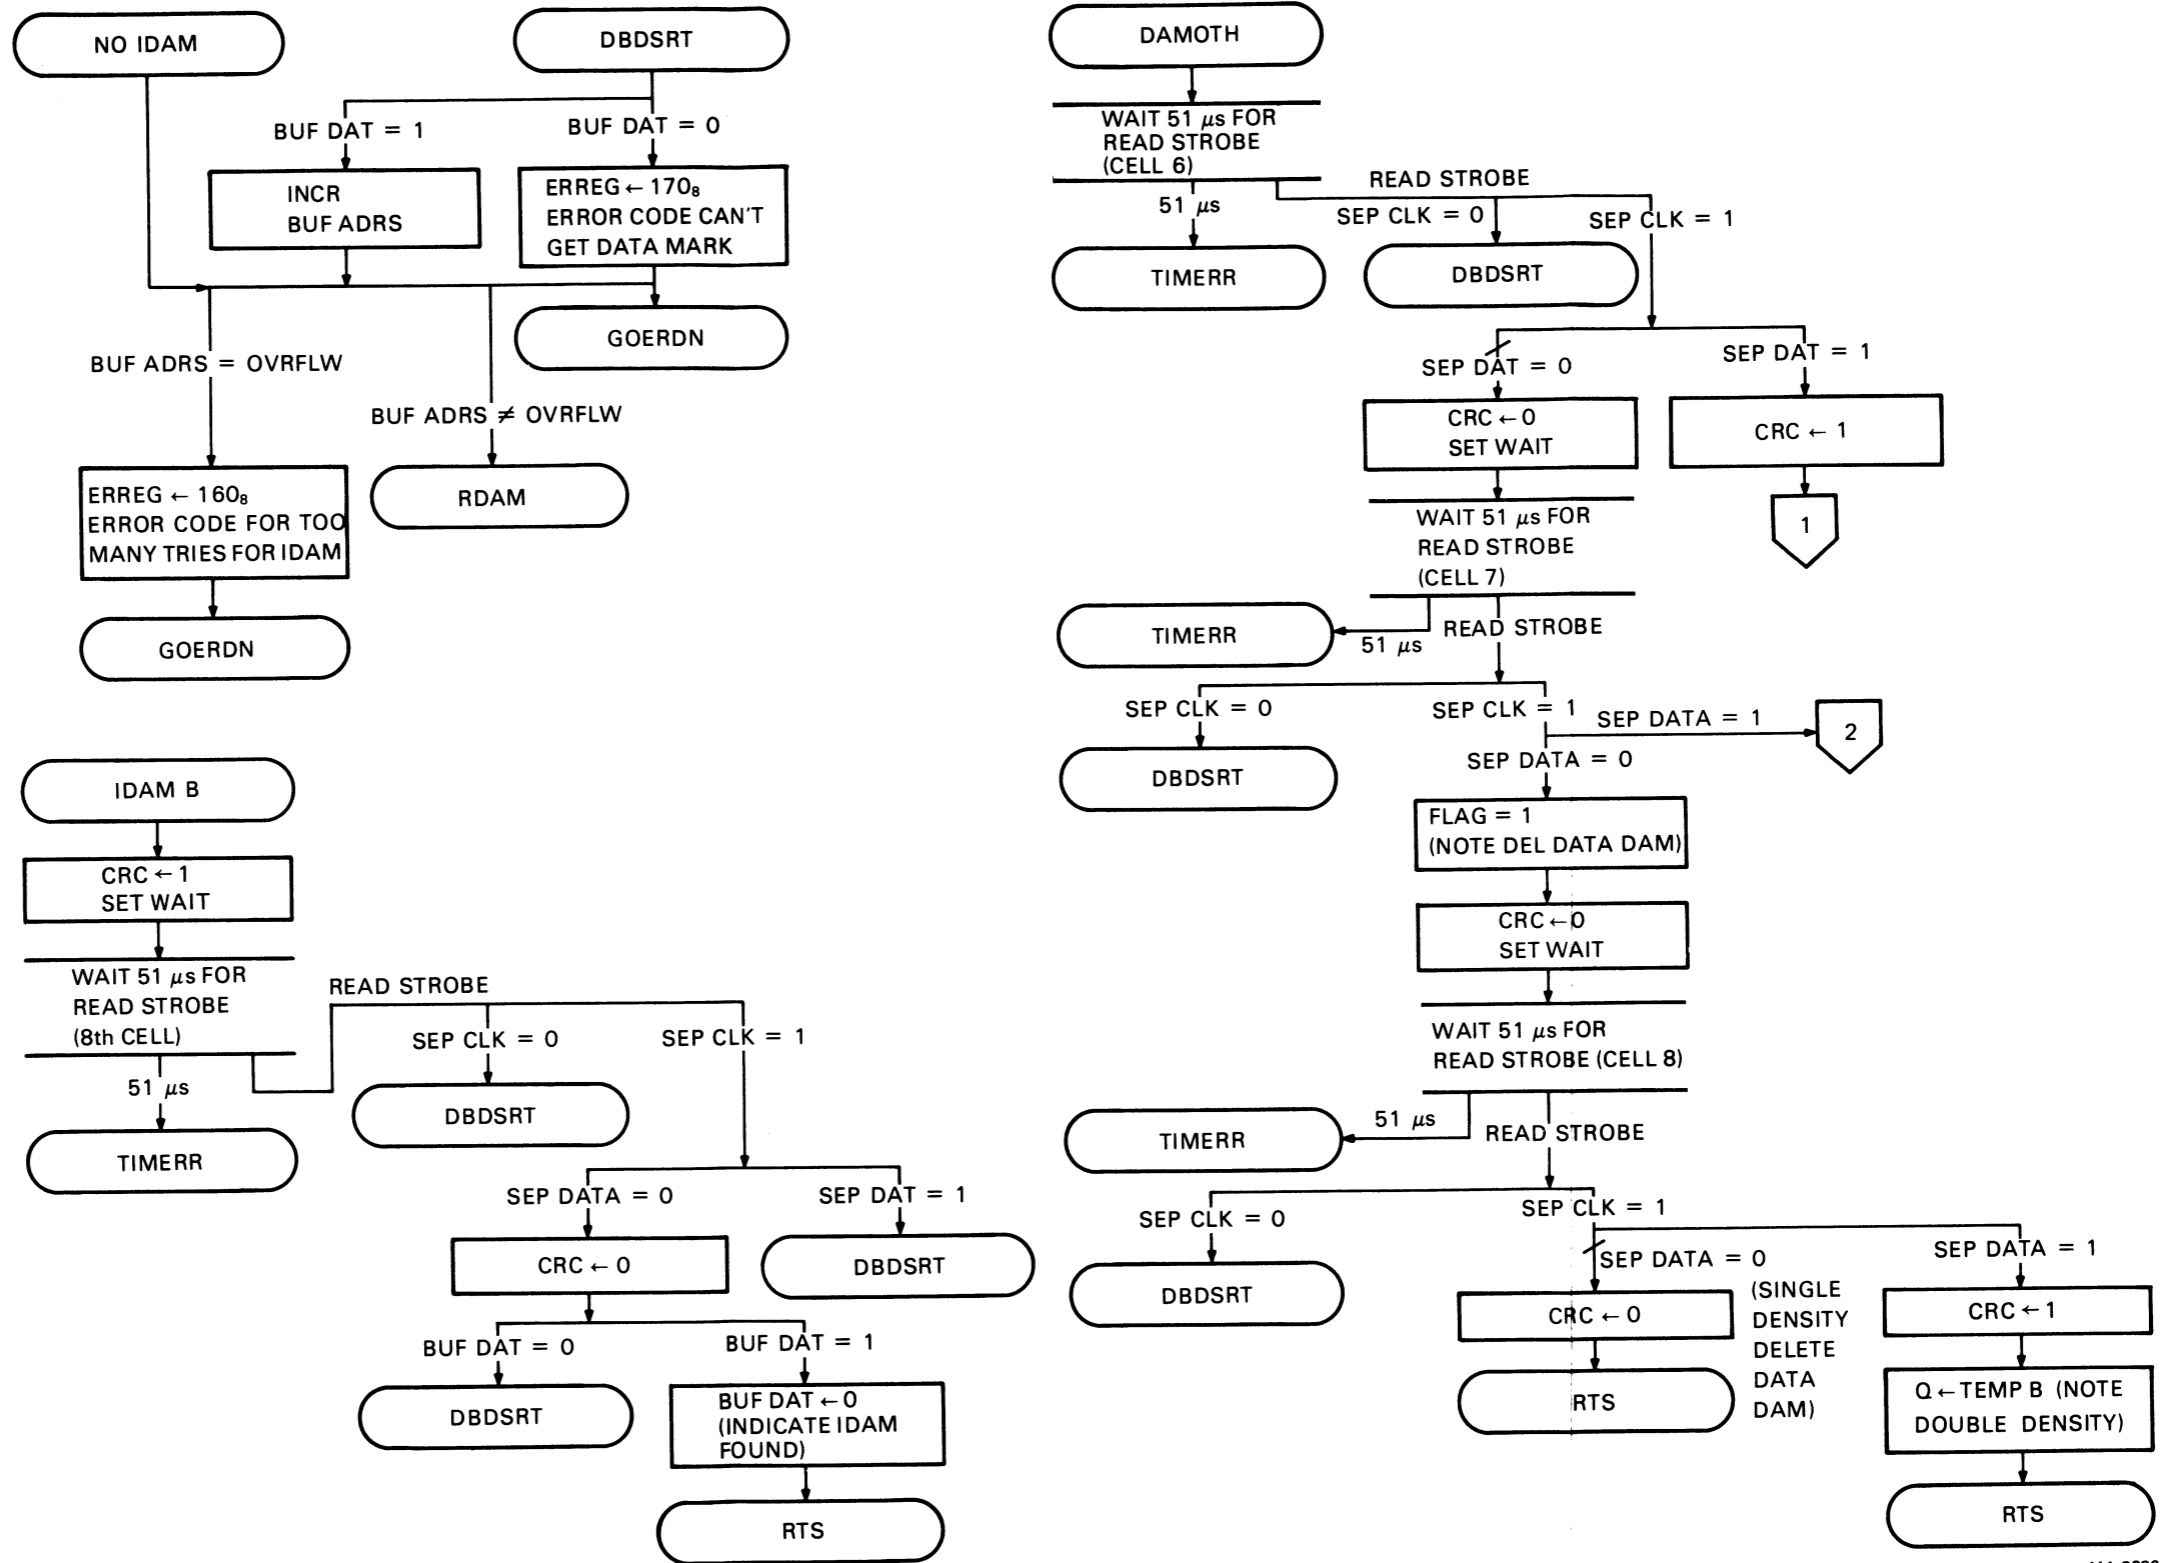 NO IDAM
DBDSRT
BUF DAT = 1
BUF DAT = 0
INCR
BUF ADRS
ERREG ← 170₈
ERROR CODE CAN'T
GET DATA MARK
GOERDN
BUF ADRS = OVRFLW
BUF ADRS ≠ OVRFLW
ERREG ← 160₈
ERROR CODE FOR TOO
MANY TRIES FOR IDAM
RDAM
GOERDN
IDAM B
CRC ← 1
SET WAIT
WAIT 51 μs FOR
READ STROBE
(8th CELL)
51 μs
TIMERR
READ STROBE
SEP CLK = 0
SEP CLK = 1
DBDSRT
SEP DATA = 0
SEP DAT = 1
CRC ← 0
DBDSRT
BUF DAT = 0
BUF DAT = 1
DBDSRT
BUF DAT ← 0
(INDICATE IDAM
FOUND)
RTS
DAMOTH
WAIT 51 μs FOR
READ STROBE
(CELL 6)
51 μs
TIMERR
READ STROBE
SEP CLK = 0
SEP CLK = 1
DBDSRT
SEP DAT = 0
SEP DAT = 1
CRC ← 0
SET WAIT
CRC ← 1
1
WAIT 51 μs FOR
READ STROBE
(CELL 7)
TIMERR
51 μs
READ STROBE
SEP CLK = 0
SEP CLK = 1
SEP DATA = 1
2
DBDSRT
SEP DATA = 0
FLAG = 1
(NOTE DEL DATA DAM)
CRC ← 0
SET WAIT
WAIT 51 μs FOR
READ STROBE (CELL 8)
TIMERR
51 μs
READ STROBE
SEP CLK = 0
SEP CLK = 1
DBDSRT
SEP DATA = 0
SEP DATA = 1
CRC ← 0
(SINGLE
DENSITY
DELETE
DATA
DAM)
RTS
CRC ← 1
Q ← TEMP B (NOTE
DOUBLE DENSITY)
RTS